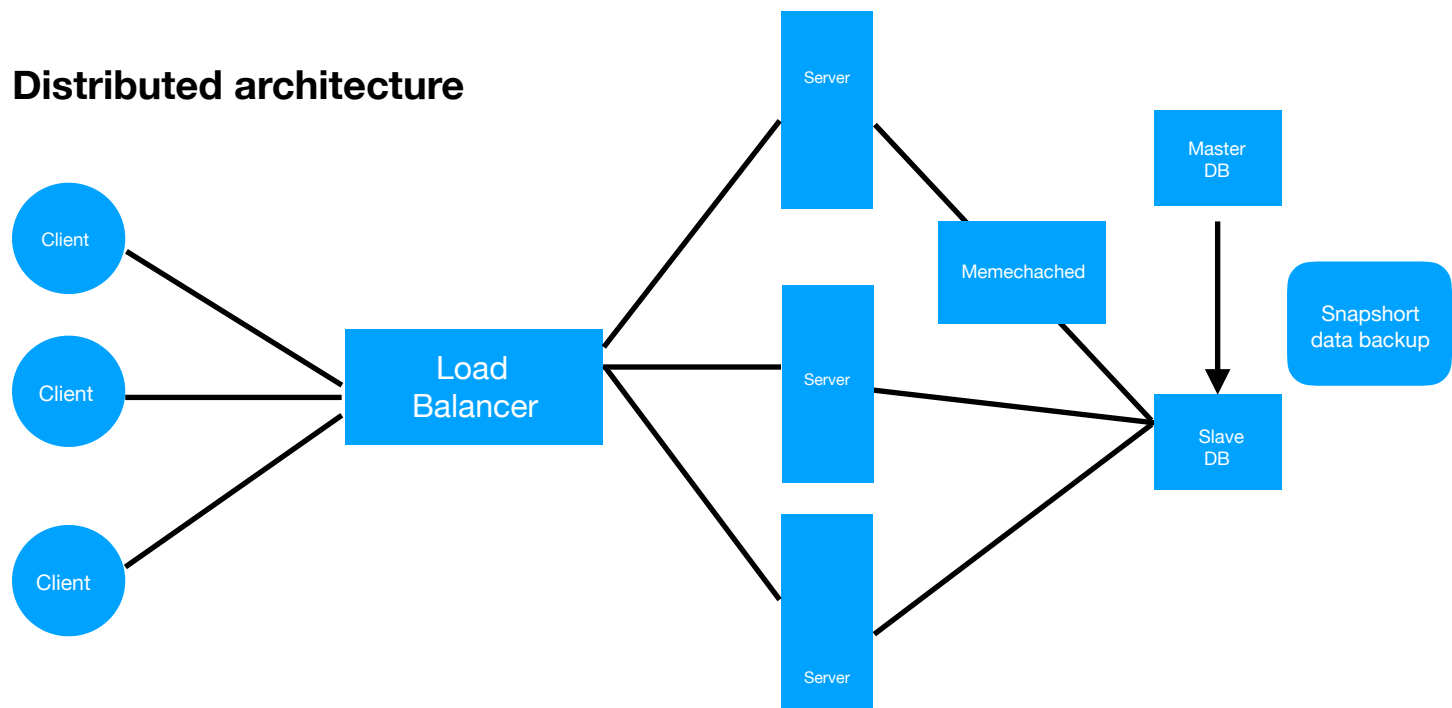 Distributed architecture
Client
Client
Client
Load
Balancer
Server
Server
Server
Memechached
Master
DB
Slave
DB
Snapshort
data backup